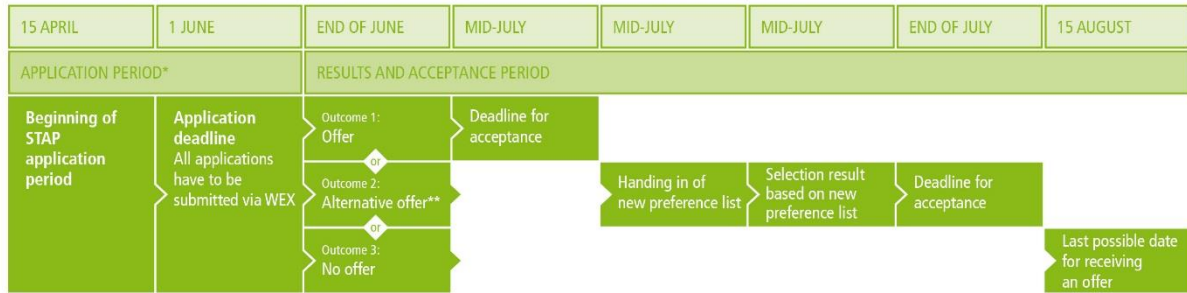 15 APRIL
1 JUNE
END OF JUNE
MID-JULY
MID-JULY
MID-JULY
END OF JULY
15 AUGUST
APPLICATION PERIOD*
RESULTS AND ACCEPTANCE PERIOD
Beginning of
STAP
application
period
Application
deadline
All applications
have to be
submitted via WEX
Outcome 1:
Offer
Deadline for
acceptance
or
Outcome 2:
Alternative offer**
Handing in of
new preference list
Selection result
based on new
preference list
Deadline for
acceptance
or
Outcome 3:
No offer
Last possible date
for receiving
an offer